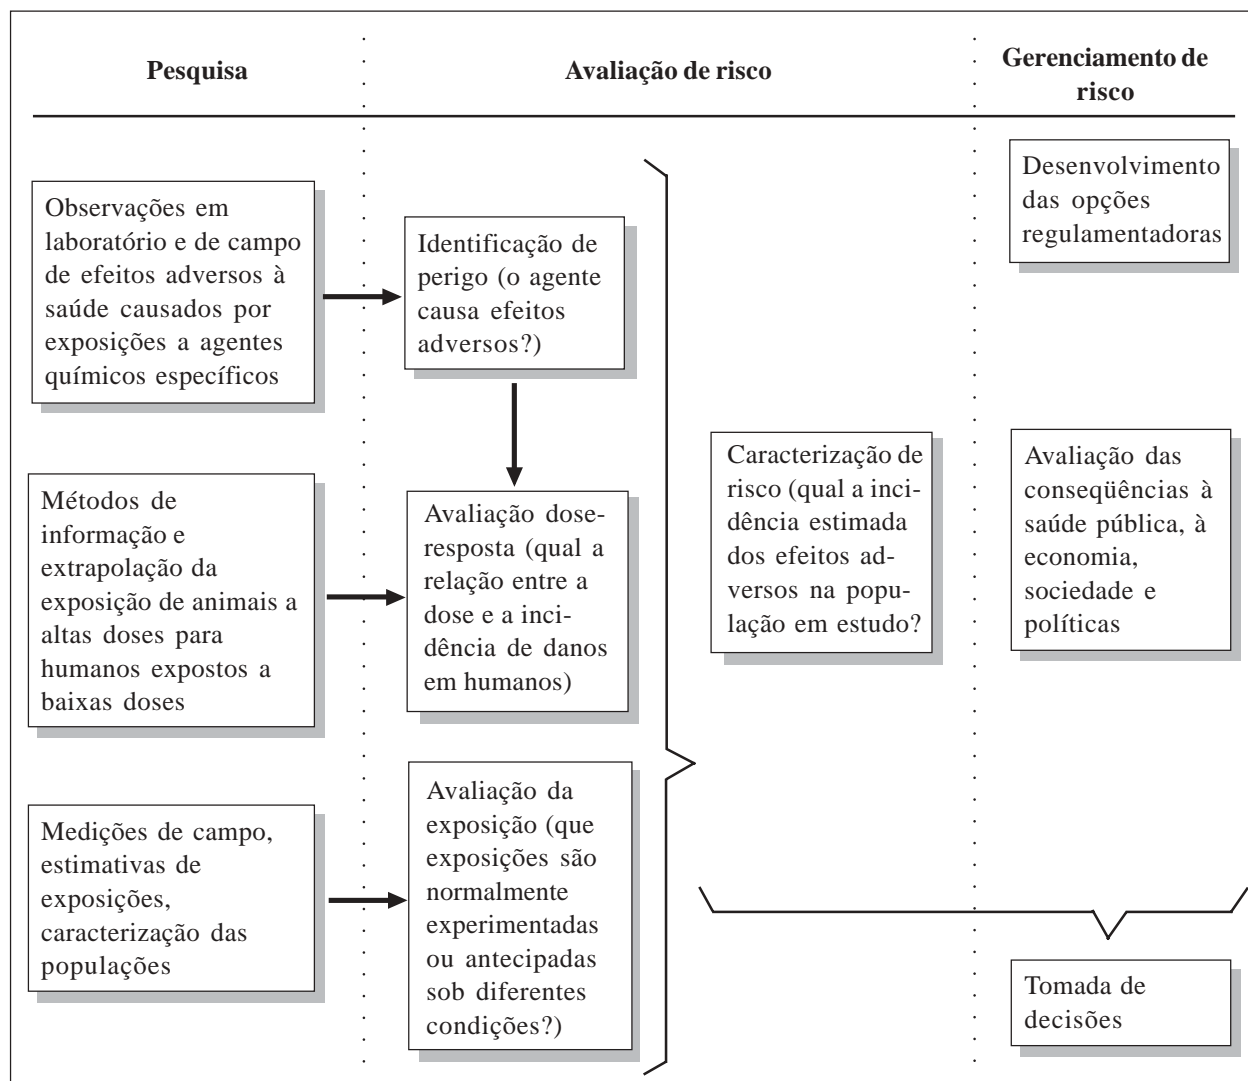 Pesquisa
Avaliação de risco
Gerenciamento de
risco
Observações em
laboratório e de campo
de efeitos adversos à
saúde causados por
exposições a agentes
químicos específicos
Métodos de
informação e
extrapolação da
exposição de animais a
altas doses para
humanos expostos a
baixas doses
Medições de campo,
estimativas de
exposições,
caracterização das
populações
Identificação de
perigo (o agente
causa efeitos
adversos?)
Avaliação dose-
resposta (qual a
relação entre a
dose e a inci-
dência de danos
em humanos)
Avaliação da
exposição (que
exposições são
normalmente
experimentadas
ou antecipadas
sob diferentes
condições?)
Caracterização de
risco (qual a inci-
dência estimada
dos efeitos ad-
versos na popu-
lação em estudo?
Desenvolvimento
das opções
regulamentadoras
Avaliação das
conseqüências à
saúde pública, à
economia,
sociedade e
políticas
Tomada de
decisões